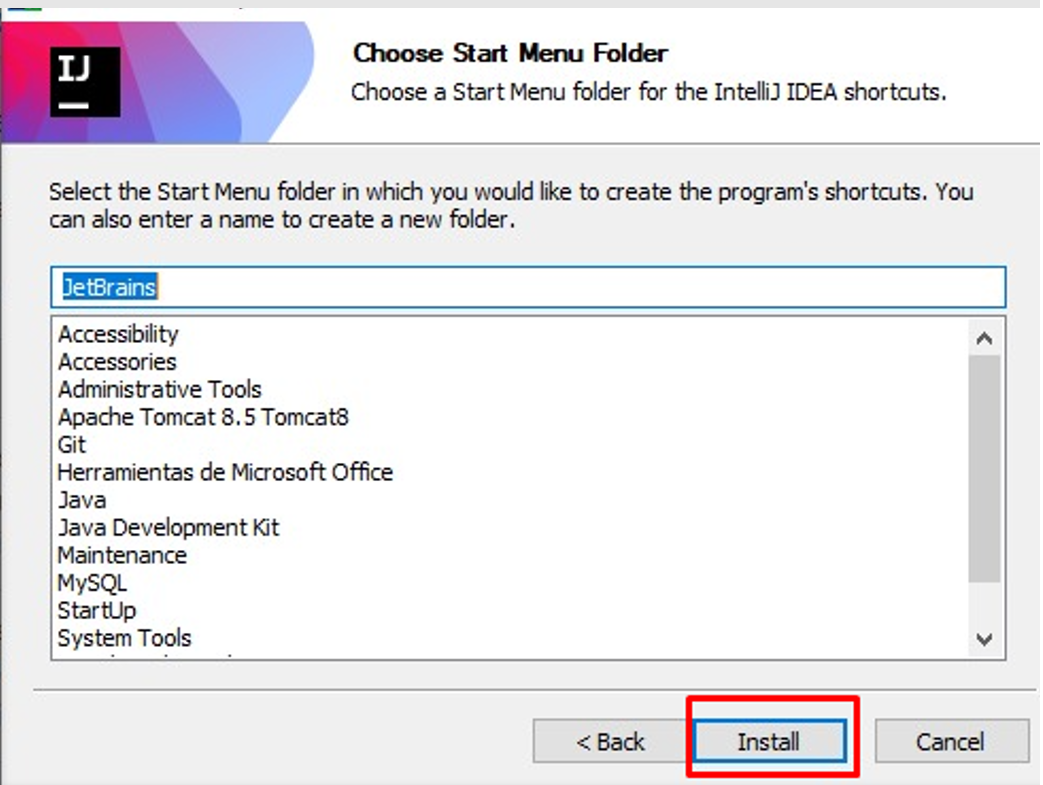 IJ
Choose Start Menu Folder
Choose a Start Menu folder for the IntelliJ IDEA shortcuts.
Select the Start Menu folder in which you would like to create the program's shortcuts. You
can also enter a name to create a new folder.
JetBrains
Accessibility
Accessories
Administrative Tools
Apache Tomcat 8.5 Tomcat8
Git
Herramientas de Microsoft Office
Java
Java Development Kit
Maintenance
MySQL
StartUp
System Tools
< Back
Install
Cancel